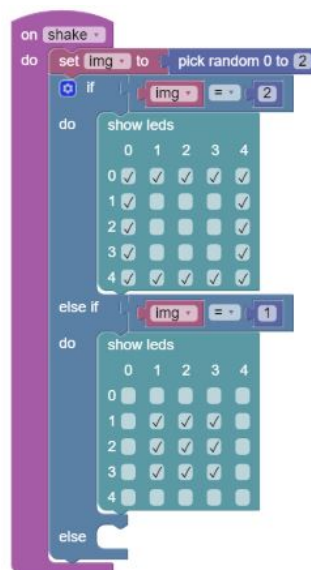 on shake
do set img to pick random 0 to 2
if img = 2
do show leds
0 1 2 3 4
0
1
2
3
4
else if img = 1
do show leds
0 1 2 3 4
0
1
2
3
4
else